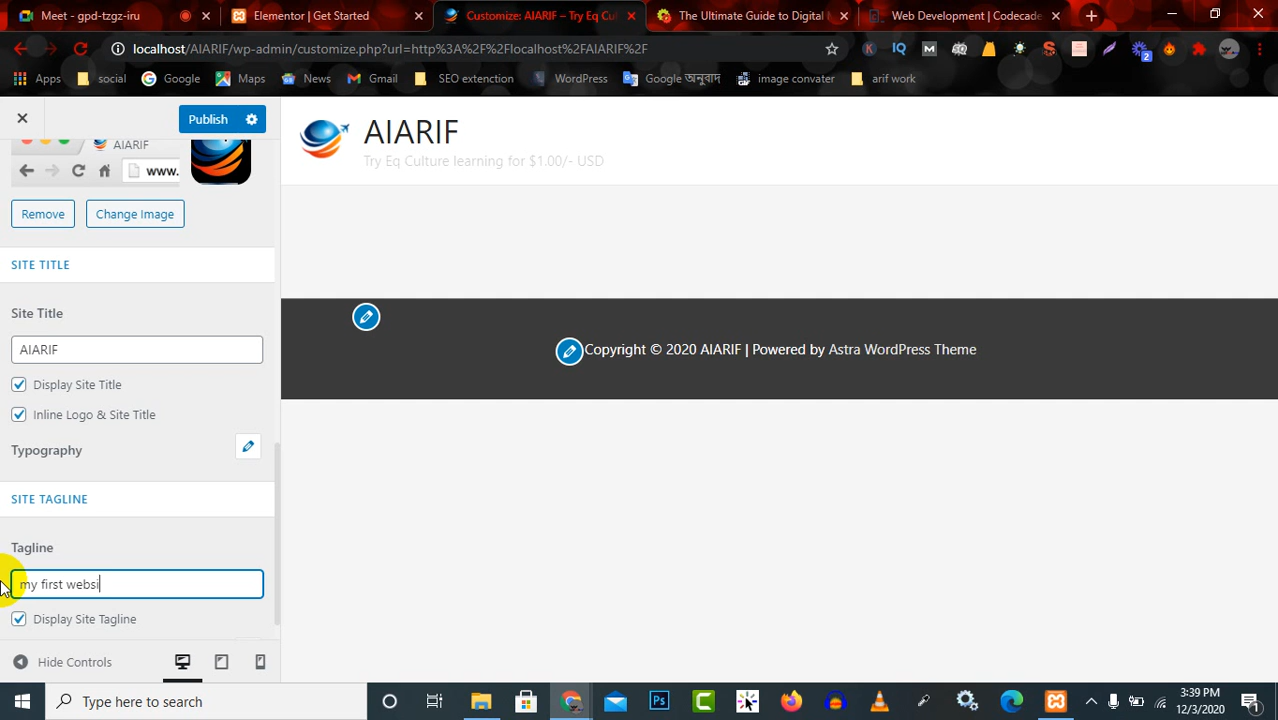 Meet - gpd-tzgz-iru
Elementor | Get Started
Customize: AIARIF – Try Eq Cu
The Ultimate Guide to Digital
Web Development | Codecade
localhost/AIARIF/wp-admin/customize.php?url=http%3A%2F%2Flocalhost%2FAIARIF%2F
Apps social Google Maps News Gmail SEO extenction WordPress Google অনুবাদ image convater arif work
Publish
AIARIF
www.
Remove Change Image
SITE TITLE
Site Title
AIARIF
Display Site Title
Inline Logo & Site Title
Typography
SITE TAGLINE
Tagline
my first websi
Display Site Tagline
Hide Controls
AIARIF
Try Eq Culture learning for $1.00/- USD
Copyright © 2020 AIARIF | Powered by Astra WordPress Theme
Type here to search
3:39 PM
12/3/2020